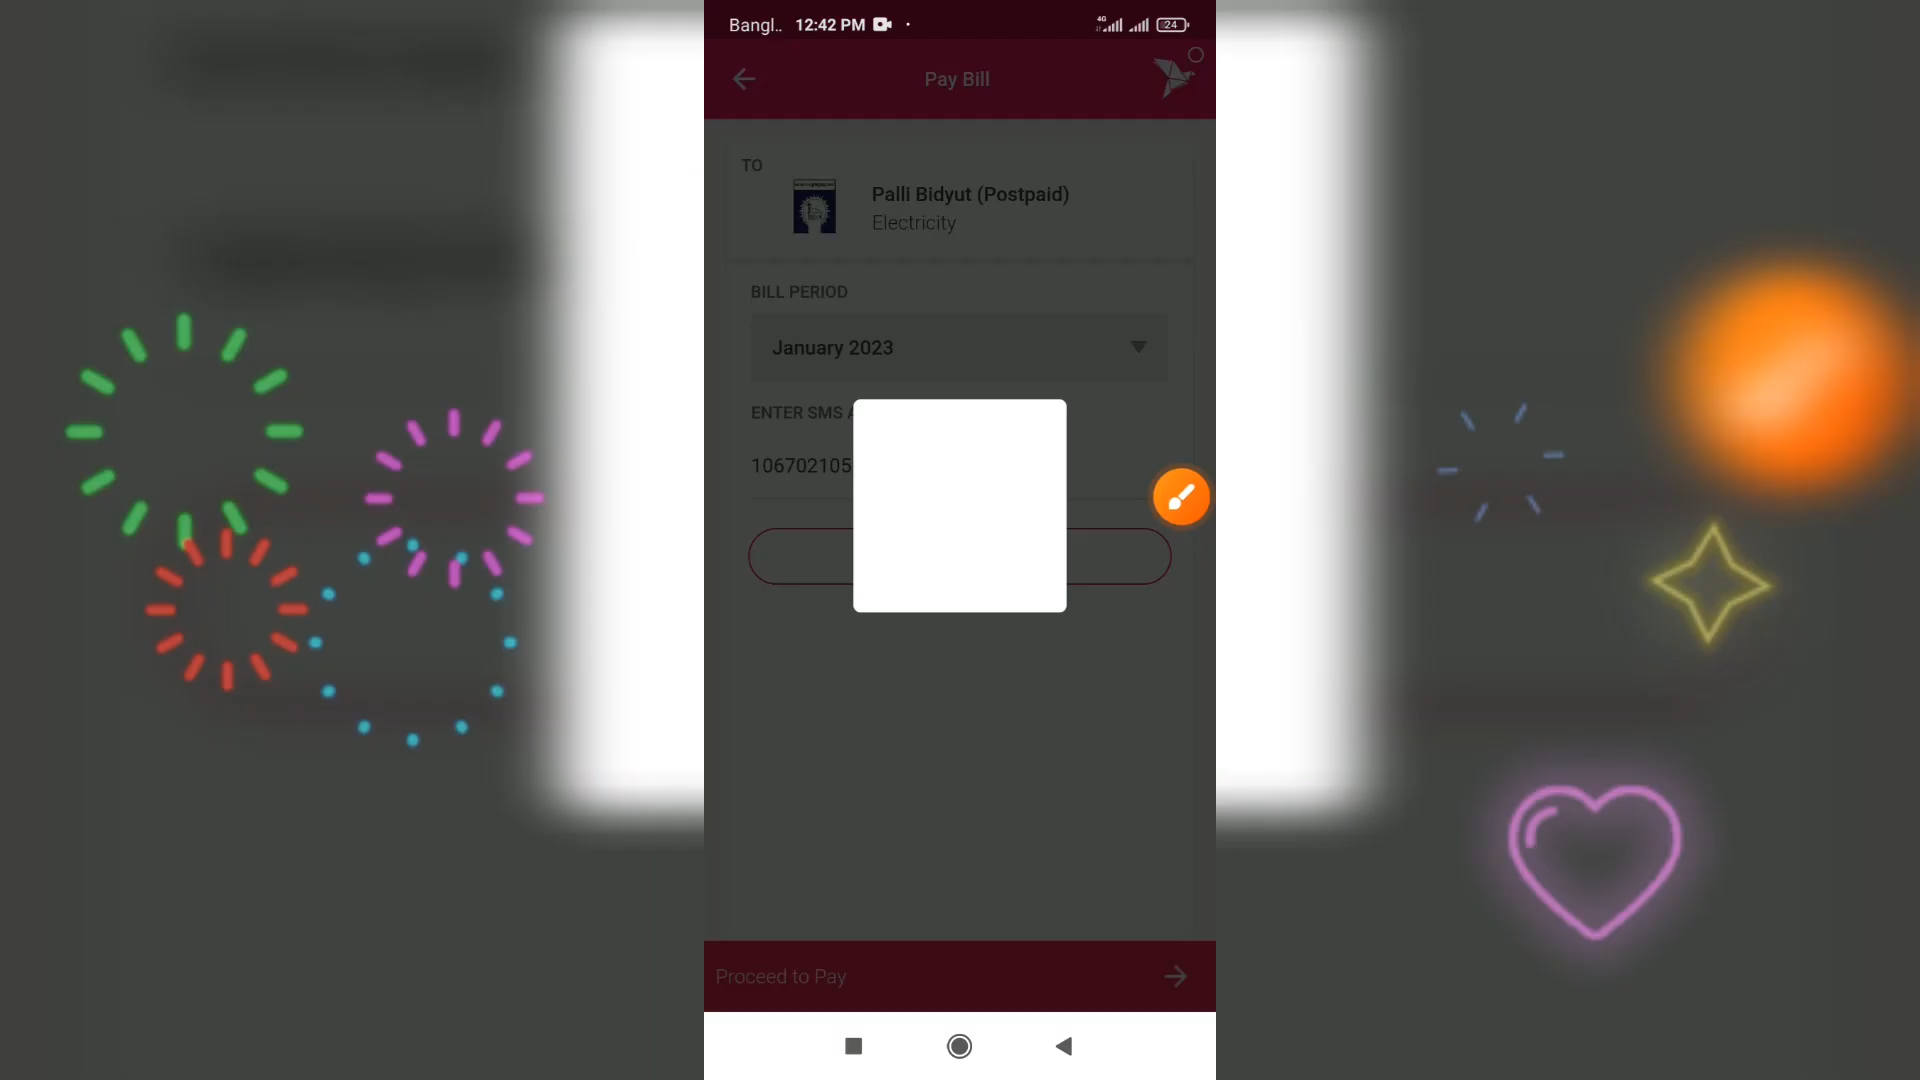 Bangl.. 12:42 PM
4G
24
Pay Bill
TO
Palli Bidyut (Postpaid)
Electricity
BILL PERIOD
January 2023
ENTER SMS
106702105
Proceed to Pay